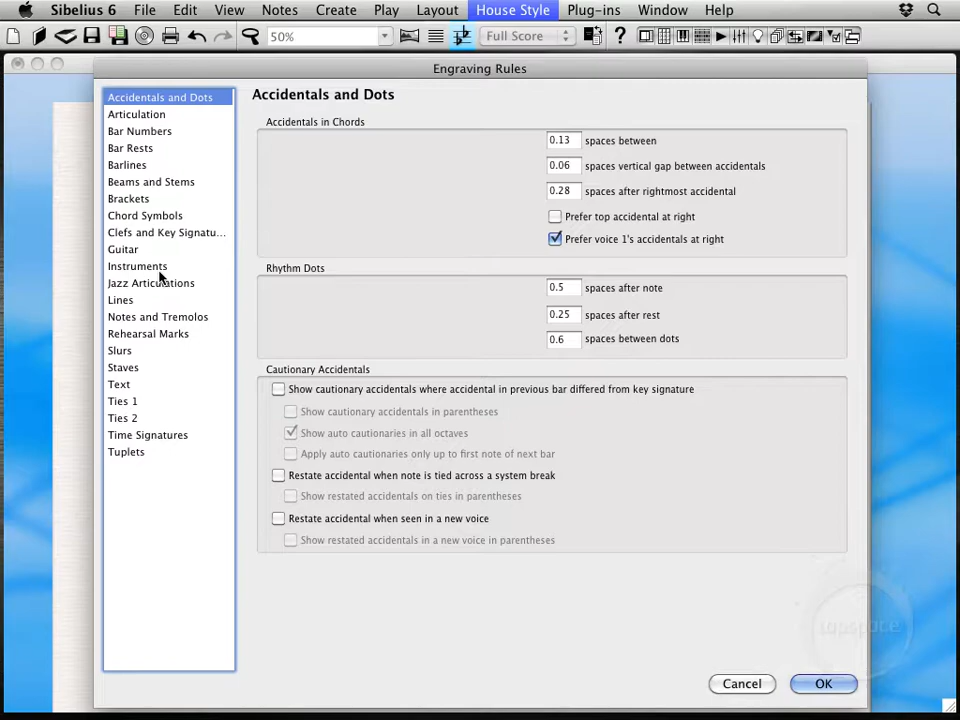 Sibelius 6 File Edit View Notes Create Play Layout House Style Plug-ins Window Help
50% Full Score
Engraving Rules
Accidentals and Dots
Articulation
Bar Numbers
Bar Rests
Barlines
Beams and Stems
Brackets
Chord Symbols
Clefs and Key Signatu...
Guitar
Instruments
Jazz Articulations
Lines
Notes and Tremolos
Rehearsal Marks
Slurs
Staves
Text
Ties 1
Ties 2
Time Signatures
Tuplets
Accidentals and Dots
Accidentals in Chords
0.13 spaces between
0.06 spaces vertical gap between accidentals
0.28 spaces after rightmost accidental
Prefer top accidental at right
Prefer voice 1's accidentals at right
Rhythm Dots
0.5 spaces after note
0.25 spaces after rest
0.6 spaces between dots
Cautionary Accidentals
Show cautionary accidentals where accidental in previous bar differed from key signature
Show cautionary accidentals in parentheses
Show auto cautionaries in all octaves
Apply auto cautionaries only up to first note of next bar
Restate accidental when note is tied across a system break
Show restated accidentals on ties in parentheses
Restate accidental when seen in a new voice
Show restated accidentals in a new voice in parentheses
topspace
Cancel OK